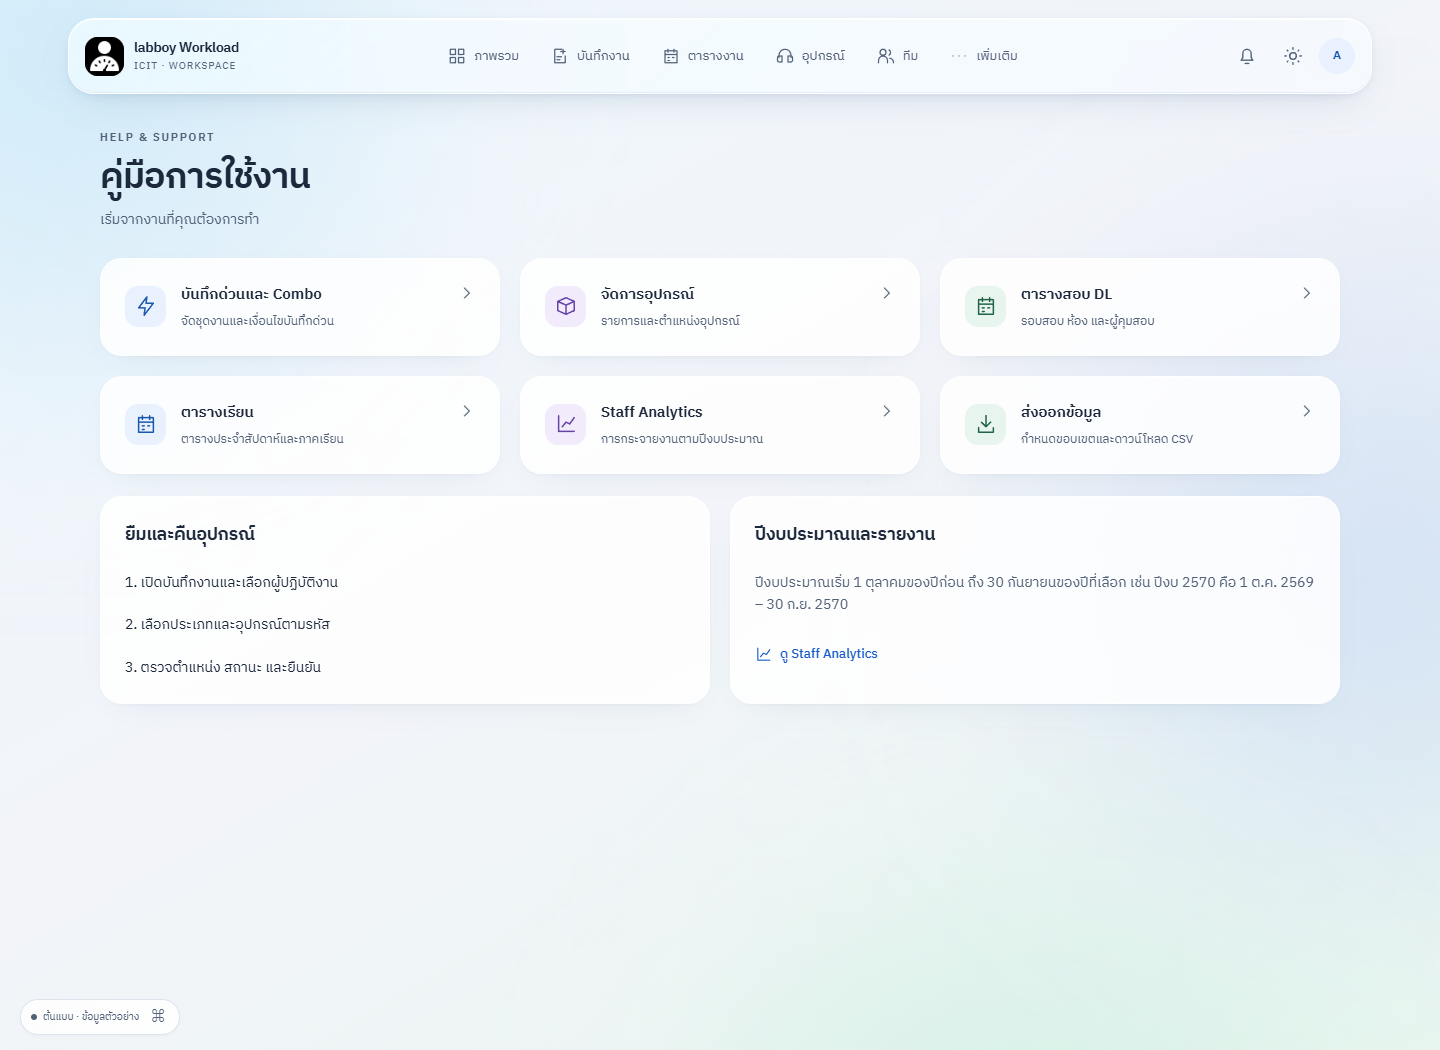 labboy Workload
ICIT · WORKSPACE
ภาพรวม
บันทึกงาน
ตารางงาน
อุปกรณ์
ทีม
เพิ่มเติม
A
HELP & SUPPORT
คู่มือการใช้งาน
เริ่มจากงานที่คุณต้องการทำ
บันทึกด่วนและ Combo
จัดชุดงานและเงื่อนไขบันทึกด่วน
จัดการอุปกรณ์
รายการและตำแหน่งอุปกรณ์
ตารางสอบ DL
รอบสอบ ห้อง และผู้คุมสอบ
ตารางเรียน
ตารางประจำสัปดาห์และภาคเรียน
Staff Analytics
การกระจายงานตามปีงบประมาณ
ส่งออกข้อมูล
กำหนดขอบเขตและดาวน์โหลด CSV
ยืมและคืนอุปกรณ์
1. เปิดบันทึกงานและเลือกผู้ปฏิบัติงาน
2. เลือกประเภทและอุปกรณ์ตามรหัส
3. ตรวจตำแหน่ง สถานะ และยืนยัน
ปีงบประมาณและรายงาน
ปีงบประมาณเริ่ม 1 ตุลาคมของปีก่อน ถึง 30 กันยายนของปีที่เลือก เช่น ปีงบ 2570 คือ 1 ต.ค. 2569
– 30 ก.ย. 2570
ดู Staff Analytics
ต้นแบบ · ข้อมูลตัวอย่าง ⌘